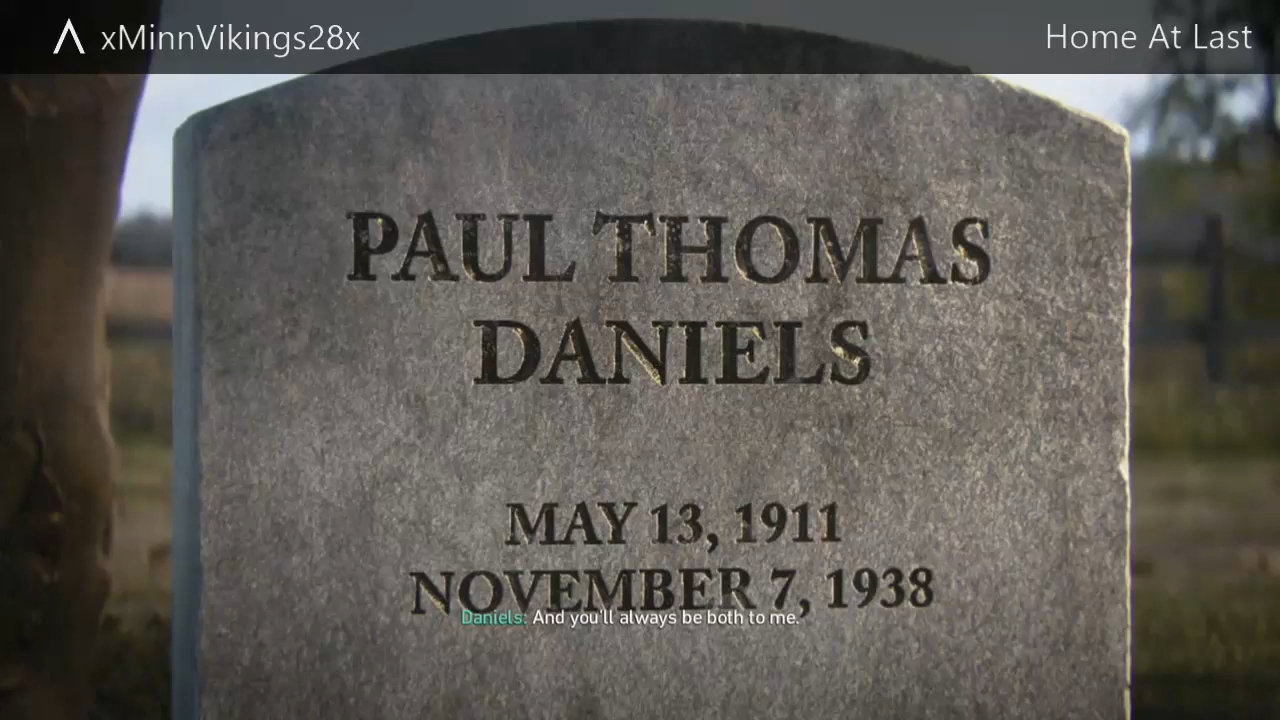 xMinnVikings28x
Home At Last
PAUL THOMAS
DANIELS
MAY 13, 1911
NOVEMBER 7, 1938
Daniels: And you'll always be both to me.